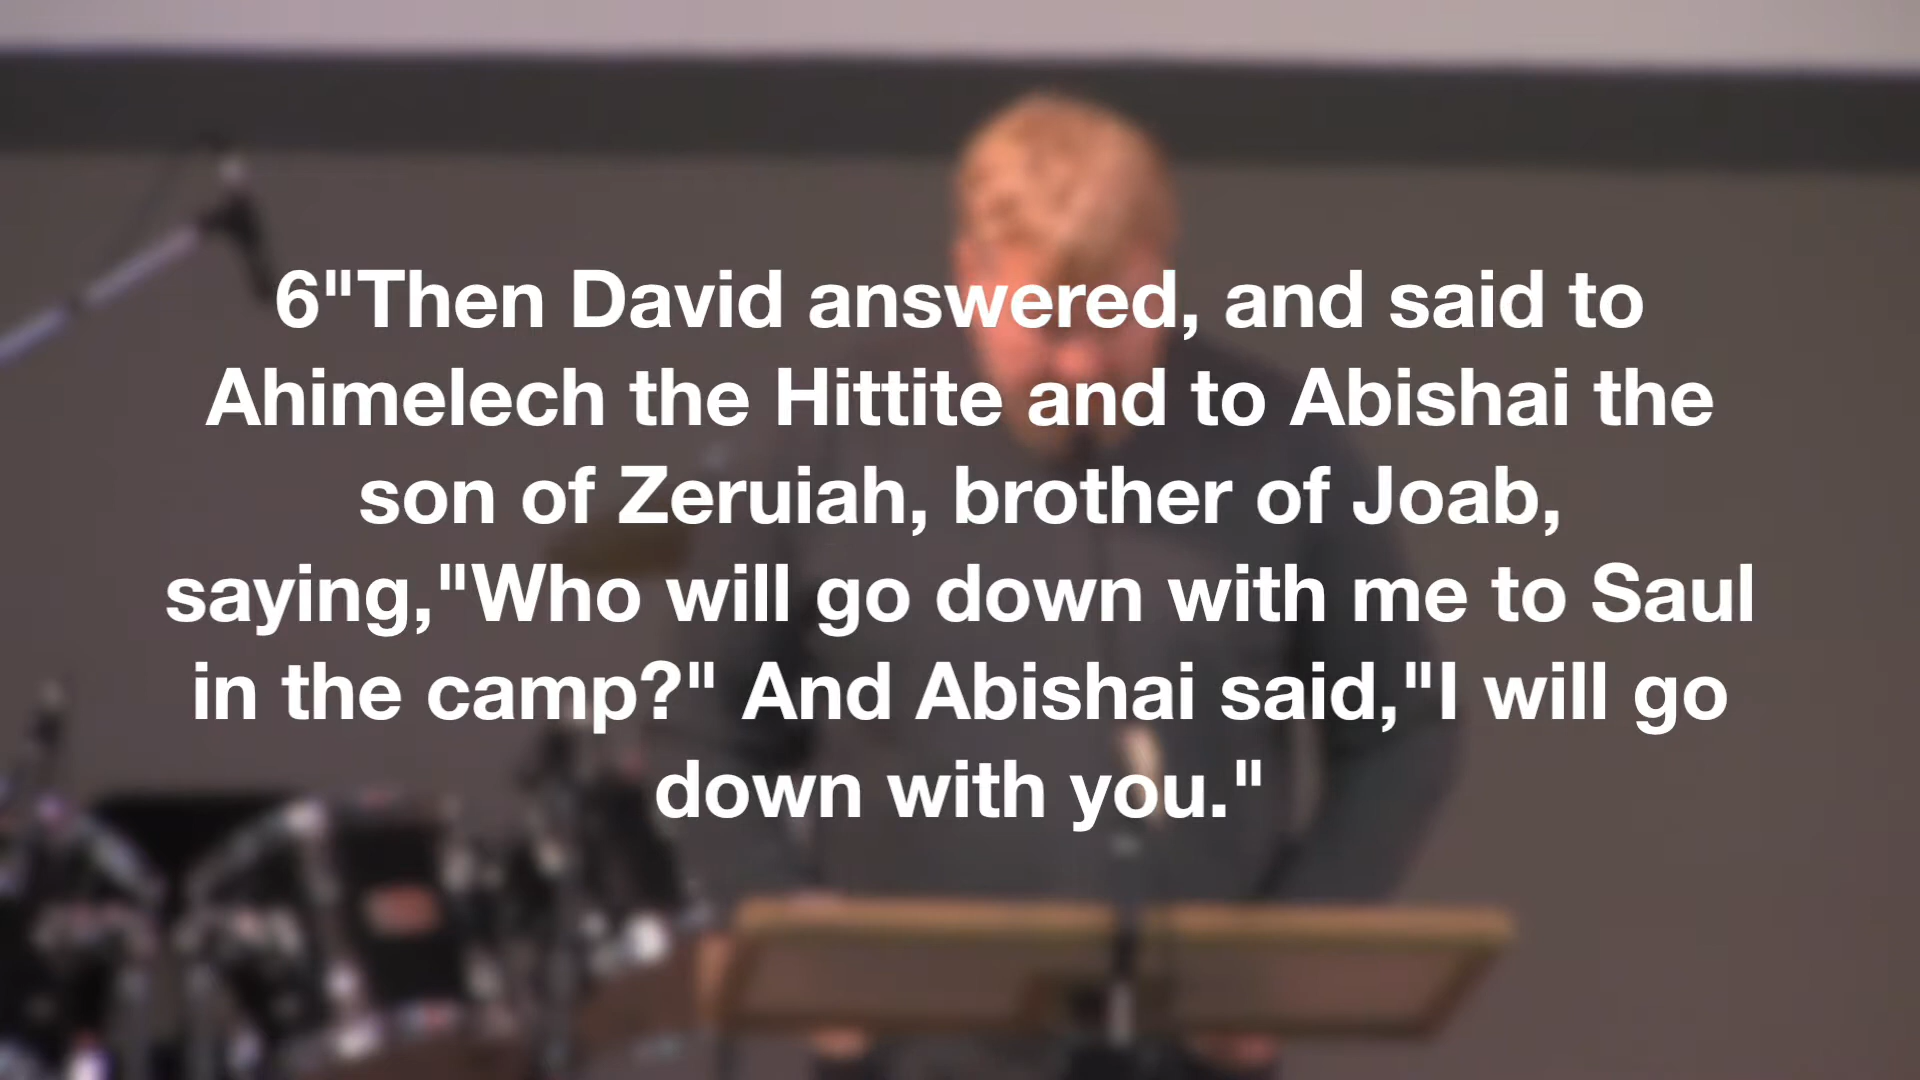 6"Then David answered, and said to
Ahimelech the Hittite and to Abishai the
son of Zeruiah, brother of Joab,
saying,"Who will go down with me to Saul
in the camp?" And Abishai said,"I will go
down with you."